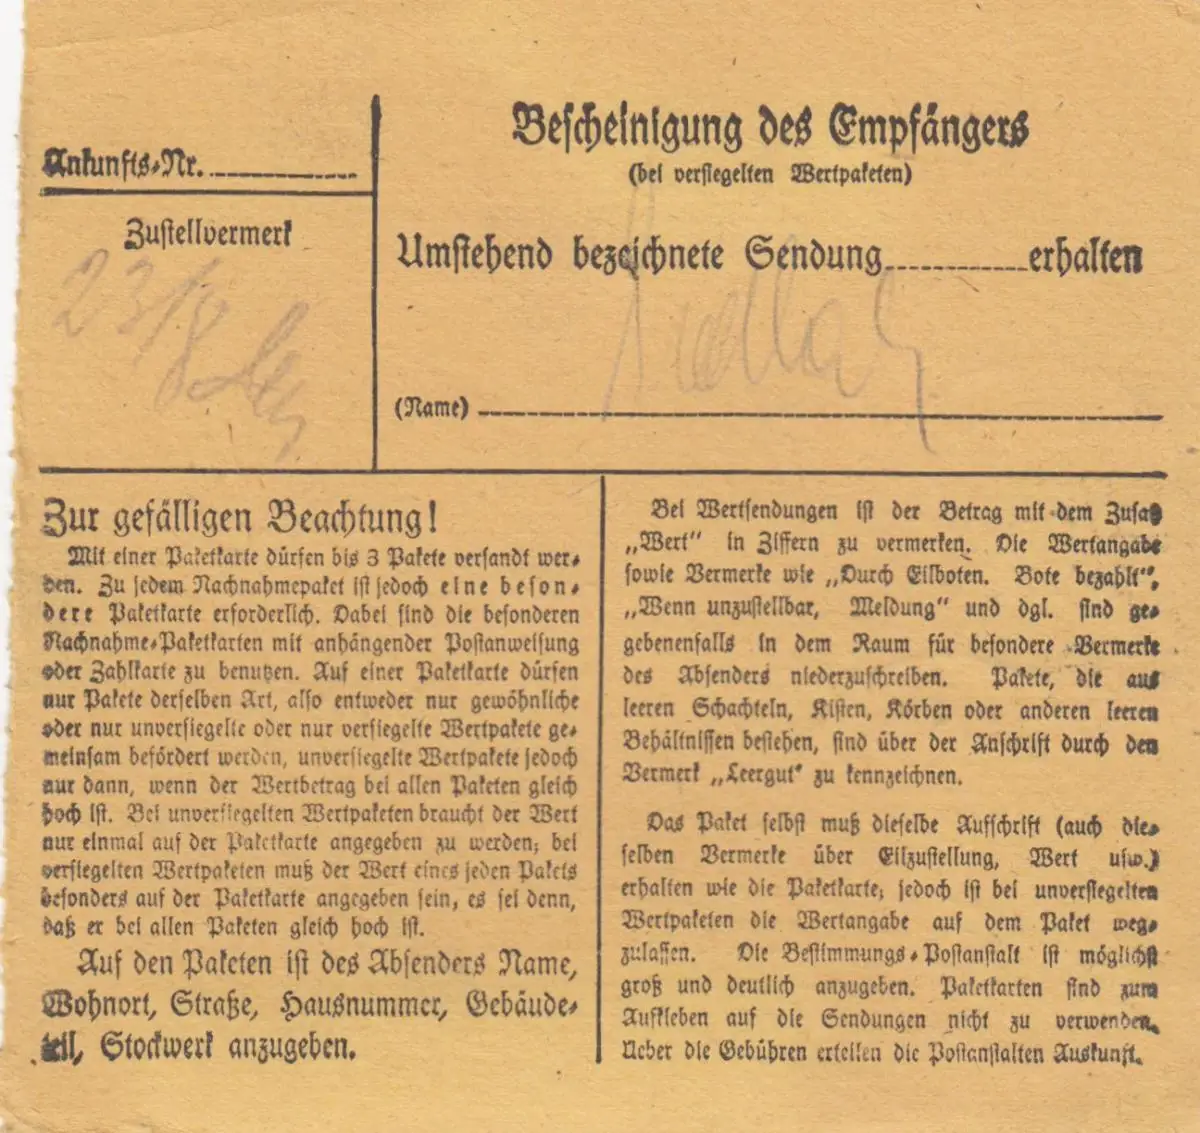 Ankunfts-Nr.
Zustellvermerk
23/8
Bescheinigung des Empfängers
(bei versiegelten Wertpaketen)
Umstehend bezeichnete Sendung erhalten
(Name)
Zur gefälligen Beachtung!
Mit einer Paketkarte dürfen bis 3 Pakete versandt wer-
den. Zu jedem Nachnahmepaket ist jedoch eine beson-
dere Paketkarte erforderlich. Dabei sind die besonderen
Nachnahme-Paketkarten mit anhängender Postanweisung
oder Zahlkarte zu benutzen. Auf einer Paketkarte dürfen
nur Pakete derselben Art, also entweder nur gewöhnliche
oder nur unversiegelte oder nur versiegelte Wertpakete ge-
meinsam befördert werden, unversiegelte Wertpakete jedoch
nur dann, wenn der Wertbetrag bei allen Paketen gleich
hoch ist. Bei unversiegelten Wertpaketen braucht der Wert
nur einmal auf der Paketkarte angegeben zu werden; bei
versiegelten Wertpaketen muß der Wert eines jeden Pakets
besonders auf der Paketkarte angegeben sein, es sei denn,
daß er bei allen Paketen gleich hoch ist.
Auf den Paketen ist des Absenders Name,
Wohnort, Straße, Hausnummer, Gebäude-
teil, Stockwerk anzugeben.
Bei Wertsendungen ist der Betrag mit dem Zusatz
„Wert" in Ziffern zu vermerken. Die Wertangabe
sowie Vermerke wie „Durch Eilboten. Bote bezahlt",
„Wenn unzustellbar, Meldung" und dgl. sind ge-
gebenenfalls in dem Raum für besondere Vermerke
des Absenders niederzuschreiben. Pakete, die aus
leeren Schachteln, Kisten, Körben oder anderen leeren
Behältnissen bestehen, sind über der Anschrift durch den
Vermerk „Leergut" zu kennzeichnen.
Das Paket selbst muß dieselbe Aufschrift (auch die-
selben Vermerke über Eilzustellung, Wert usw.)
erhalten wie die Paketkarte; jedoch ist bei unversiegelten
Wertpaketen die Wertangabe auf dem Paket weg-
zulassen. Die Bestimmungs-Postanstalt ist möglichst
groß und deutlich anzugeben. Paketkarten sind zum
Aufkleben auf die Sendungen nicht zu verwenden.
Ueber die Gebühren erteilen die Postanstalten Auskunft.